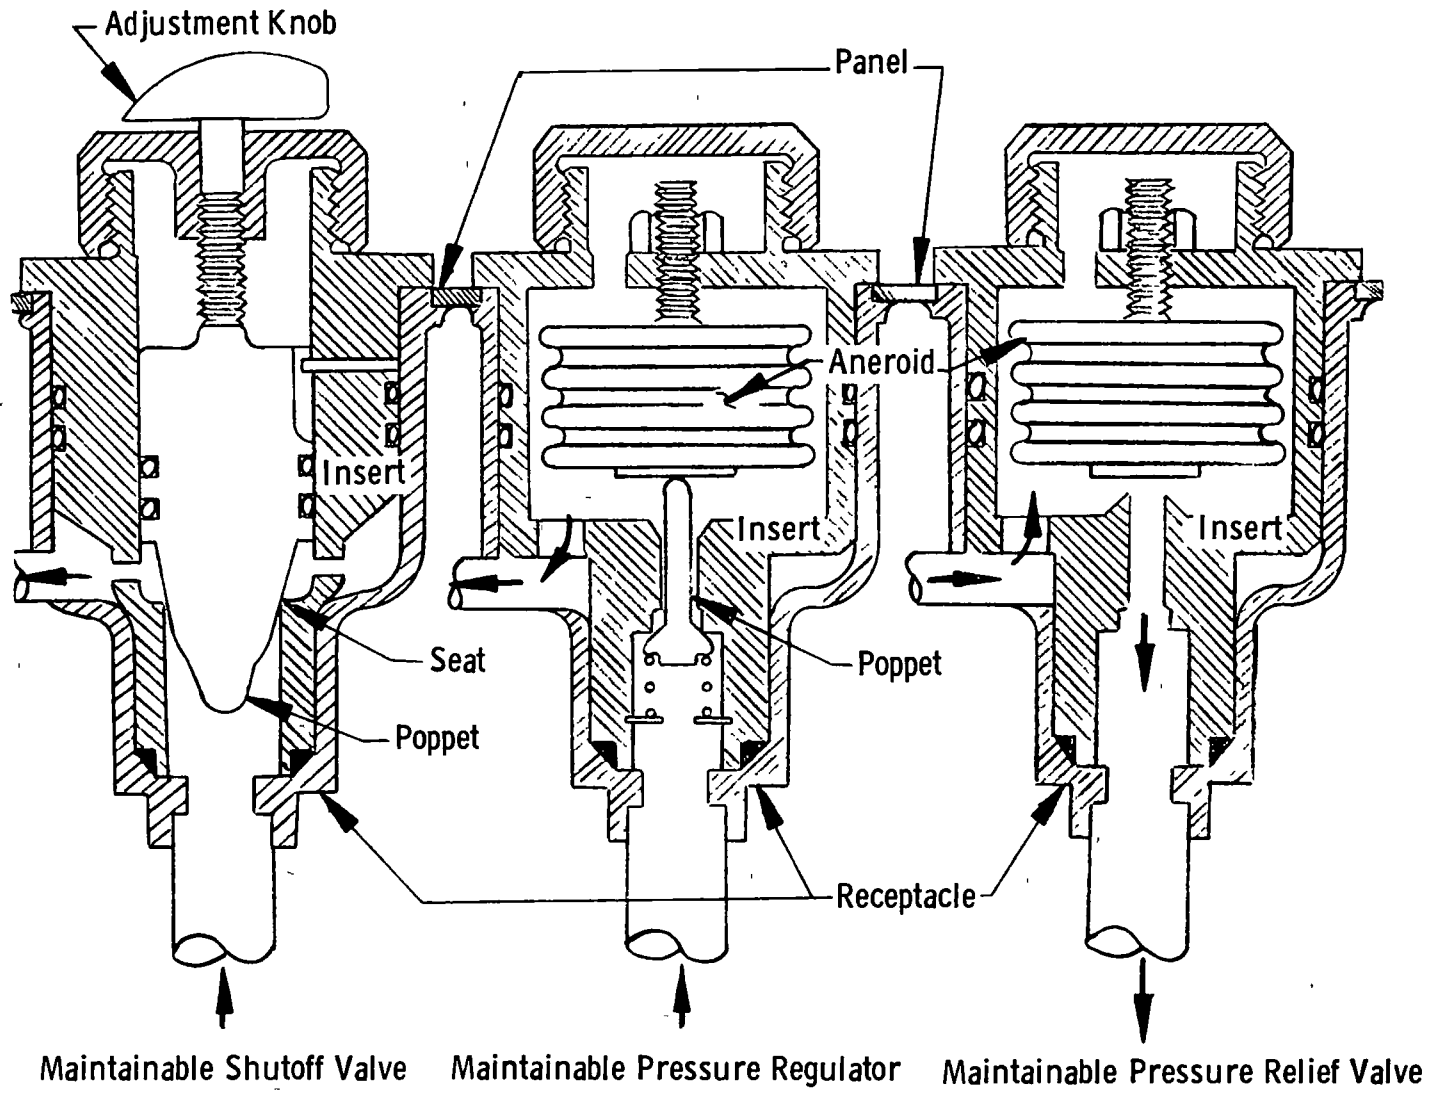 Adjustment Knob
Panel
Aneroid
Insert
Insert
Insert
Seat
Poppet
Poppet
Receptacle
Maintainable Shutoff Valve
Maintainable Pressure Regulator
Maintainable Pressure Relief Valve